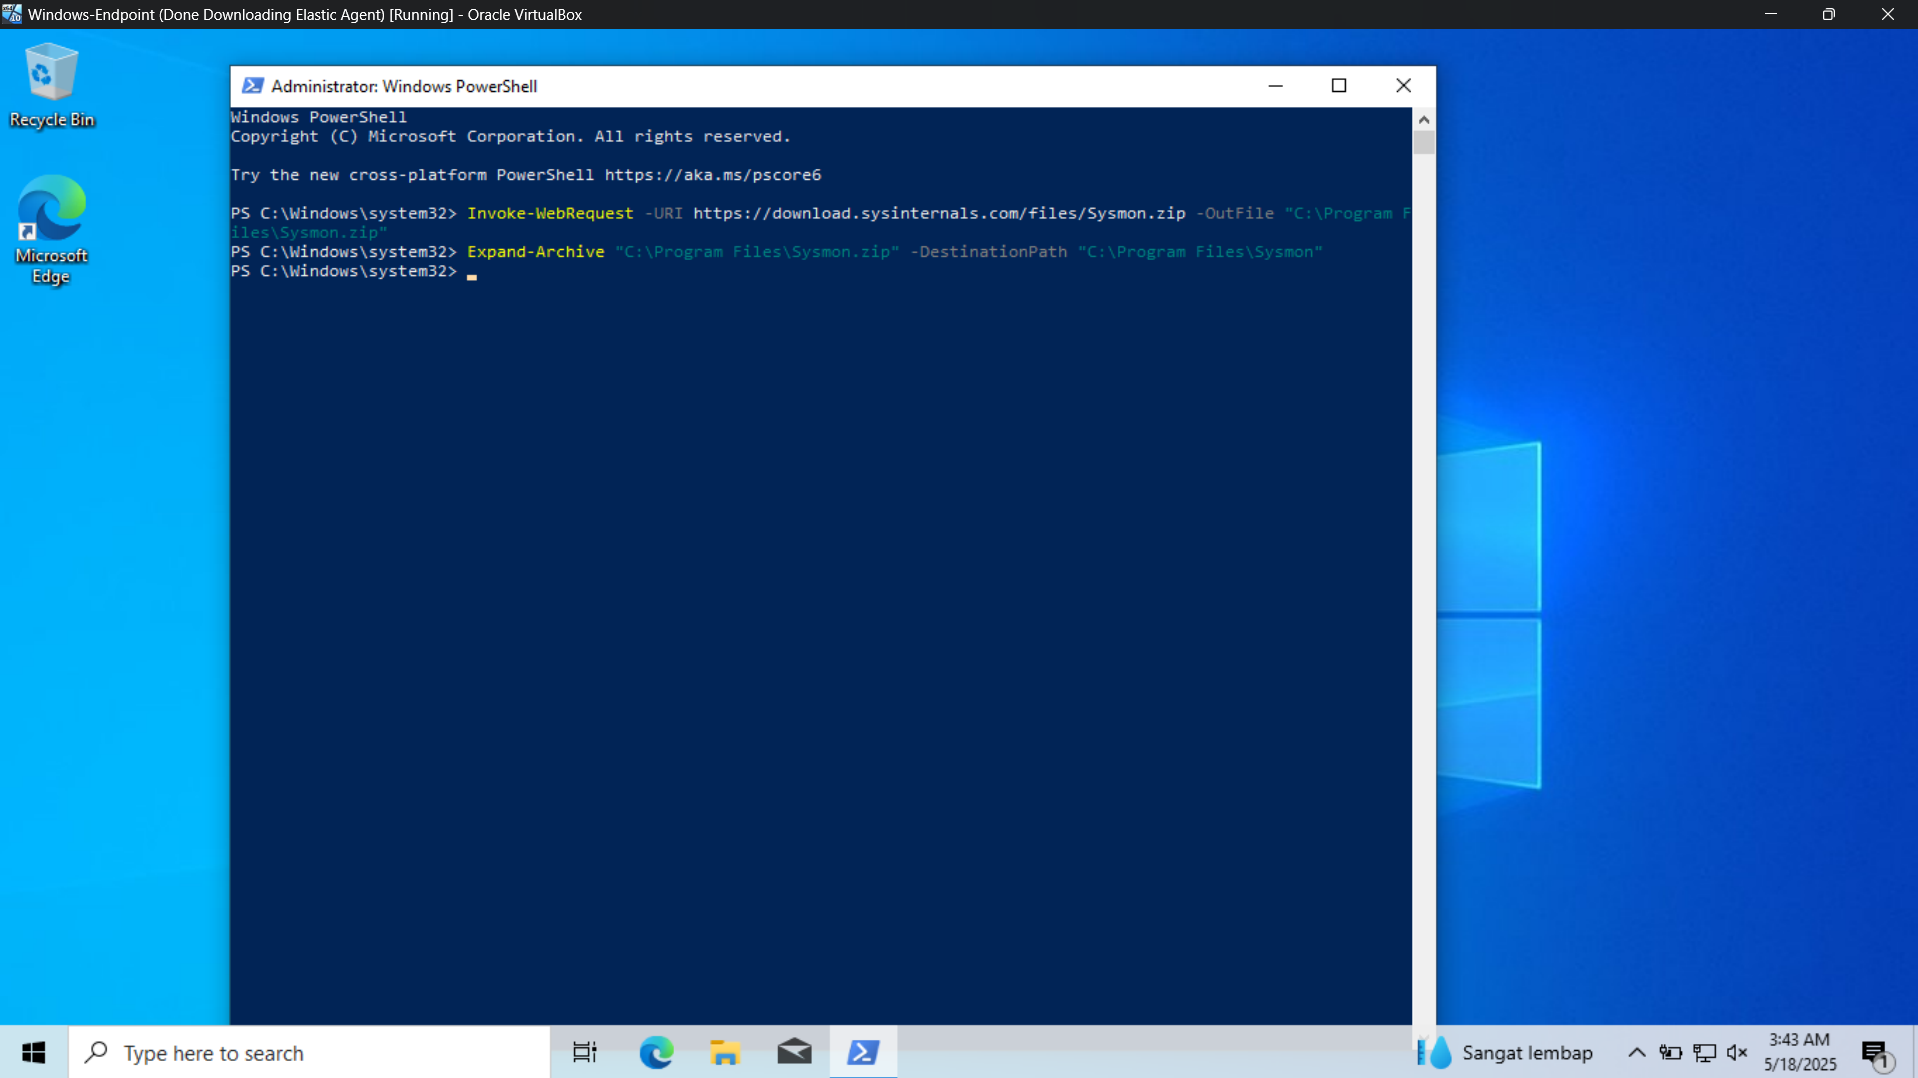 Windows-Endpoint (Done Downloading Elastic Agent) [Running] - Oracle VirtualBox
Recycle Bin
Microsoft
Edge
Administrator: Windows PowerShell
Windows PowerShell
Copyright (C) Microsoft Corporation. All rights reserved.
Try the new cross-platform PowerShell https://aka.ms/pscore6
PS C:\Windows\system32> Invoke-WebRequest -URI https://download.sysinternals.com/files/Sysmon.zip -OutFile "C:\Program F
iles\Sysmon.zip"
PS C:\Windows\system32> Expand-Archive "C:\Program Files\Sysmon.zip" -DestinationPath "C:\Program Files\Sysmon"
PS C:\Windows\system32>
Type here to search
Sangat lembap
3:43 AM
5/18/2025
1